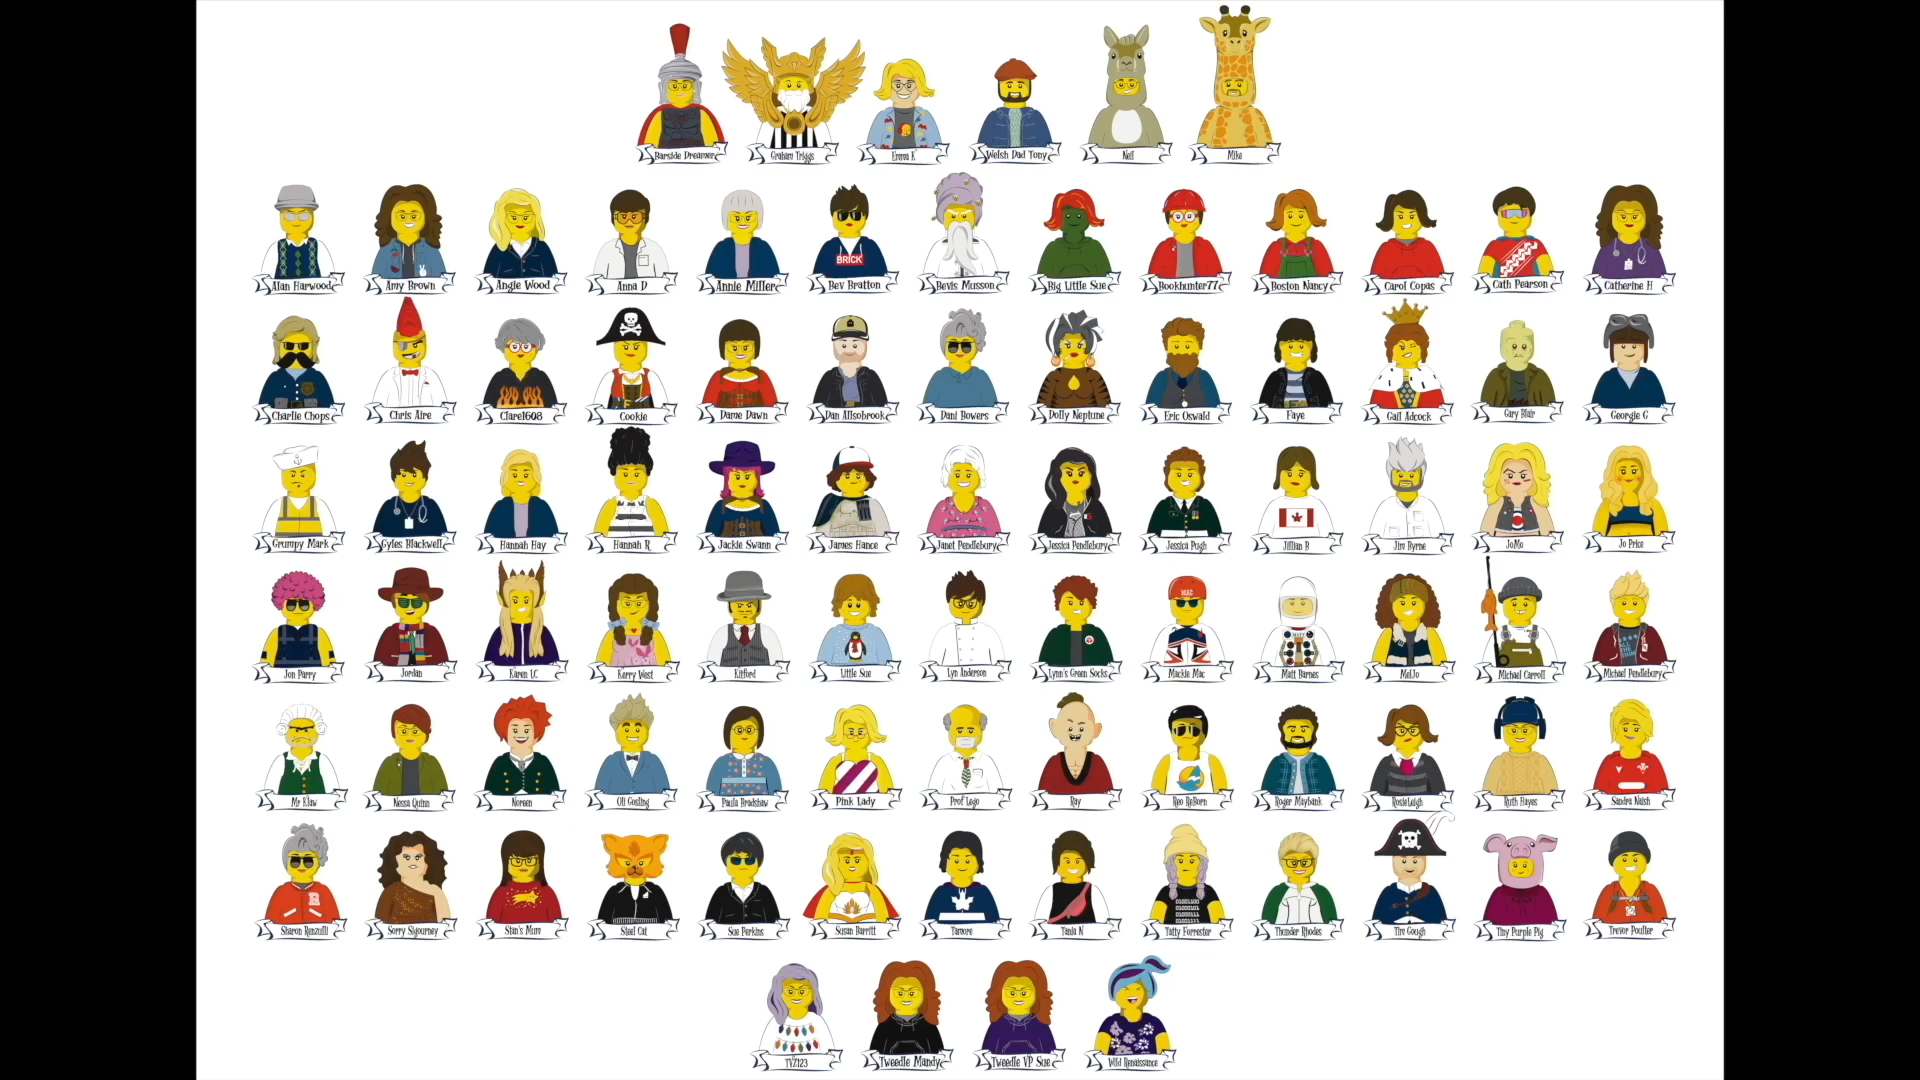 Barside Dreamer
Graham Triggs
Emma K
Welsh Dad Tony
Neil
Mike
Alan Harwood
Amy Brown
Angie Wood
Anna D
Annie Miller
BRICK
Bev Bratton
Bevis Musson
Big Little Sue
Bookhunter77
Boston Nancy
Carol Copas
Cath Pearson
Catherine H
Charlie Chops
Chris Aire
Clare1608
Cookie
Dame Dawn
Dan Allsobrook
Dani Bowers
Dolly Neptune
Eric Oswald
Faye
Gail Adcock
Gary Blair
Georgie G
Grumpy Mark
Gyles Blackwell
Hannah Hay
Hannah R
Jackie Swann
James Hance
Janet Pendlebury
Jessica Pendlebury
Jessica Pugh
Jillian B
Jim Byrne
JoMo
Jo Price
Jon Parry
Jordan
Karen LC
Kerry West
Kitford
Little Sue
Lyn Anderson
Lynn's Green Socks
MAC
Mackie Mac
Matt Barnes
MelJo
Michael Carroll
Michael Pendlebury
Mr Klaw
Nessa Quinn
Noreen
Oli Gosling
Paula Bradshaw
Pink Lady
Prof Lego
Ray
Reo ReBorn
Roger Maybank
RosieLeigh
Ruth Hayes
Sandra Naish
R
Sharon Renzulli
Sorry Sigourney
Stan's Mum
Steel Cat
Sue Perkins
Susan Barritt
Tamore
Tania N
Tatty Forrester
Thunder Rhodes
Tim Gough
Tiny Purple Pig
Trevor Poulter
TVZ123
Tweedle Mandy
Tweedle VP Sue
Wild Renaissance